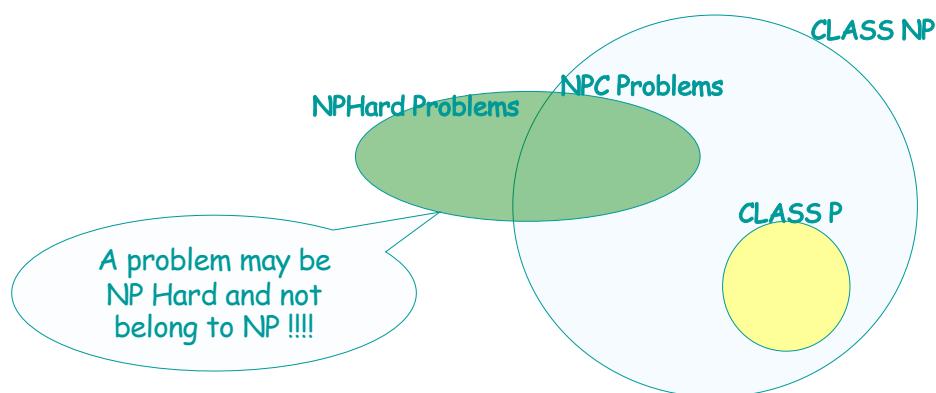 CLASS NP
NPC Problems
NPHard Problems
CLASS P
A problem may be
NP Hard and not
belong to NP !!!!